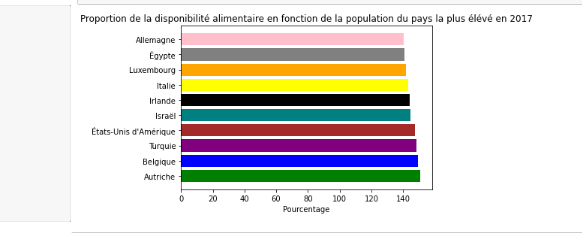 Proportion de la disponibilité alimentaire en fonction de la population du pays la plus élévé en 2017
Allemagne
Égypte
Luxembourg
Italie
Irlande
Israël
États-Unis d'Amérique
Turquie
Belgique
Autriche
0 20 40 60 80 100 120 140
Pourcentage